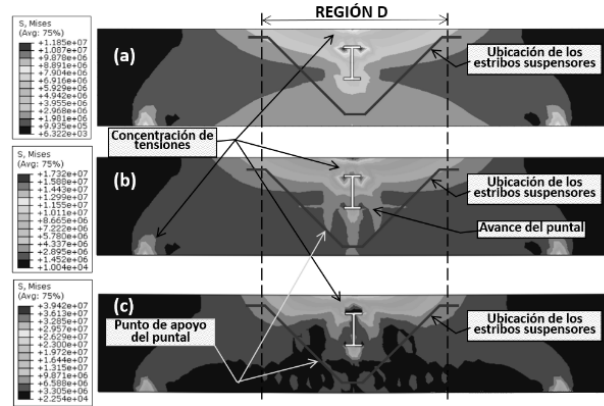 REGIÓN D
S, Mises
(Avg: 75%)
+1.185e+07
+1.087e+07
+9.878e+06
+8.891e+06
+7.904e+06
+6.916e+06
+5.929e+06
+4.942e+06
+3.955e+06
+2.968e+06
+1.981e+06
+9.935e+05
+6.322e+03
(a)
Ubicación de los
estribos suspensores
Concentración de
tensiones
S, Mises
(Avg: 75%)
+1.732e+07
+1.588e+07
+1.443e+07
+1.299e+07
+1.155e+07
+1.011e+07
+8.665e+06
+7.222e+06
+5.780e+06
+4.337e+06
+2.895e+06
+1.452e+06
+1.004e+04
(b)
Ubicación de los
estribos suspensores
Avance del puntal
S, Mises
(Avg: 75%)
+3.942e+07
+3.613e+07
+3.285e+07
+2.957e+07
+2.629e+07
+2.300e+07
+1.972e+07
+1.644e+07
+1.315e+07
+9.871e+06
+6.588e+06
+3.305e+06
+2.254e+04
(c)
Ubicación de los
estribos suspensores
Punto de apoyo
del puntal